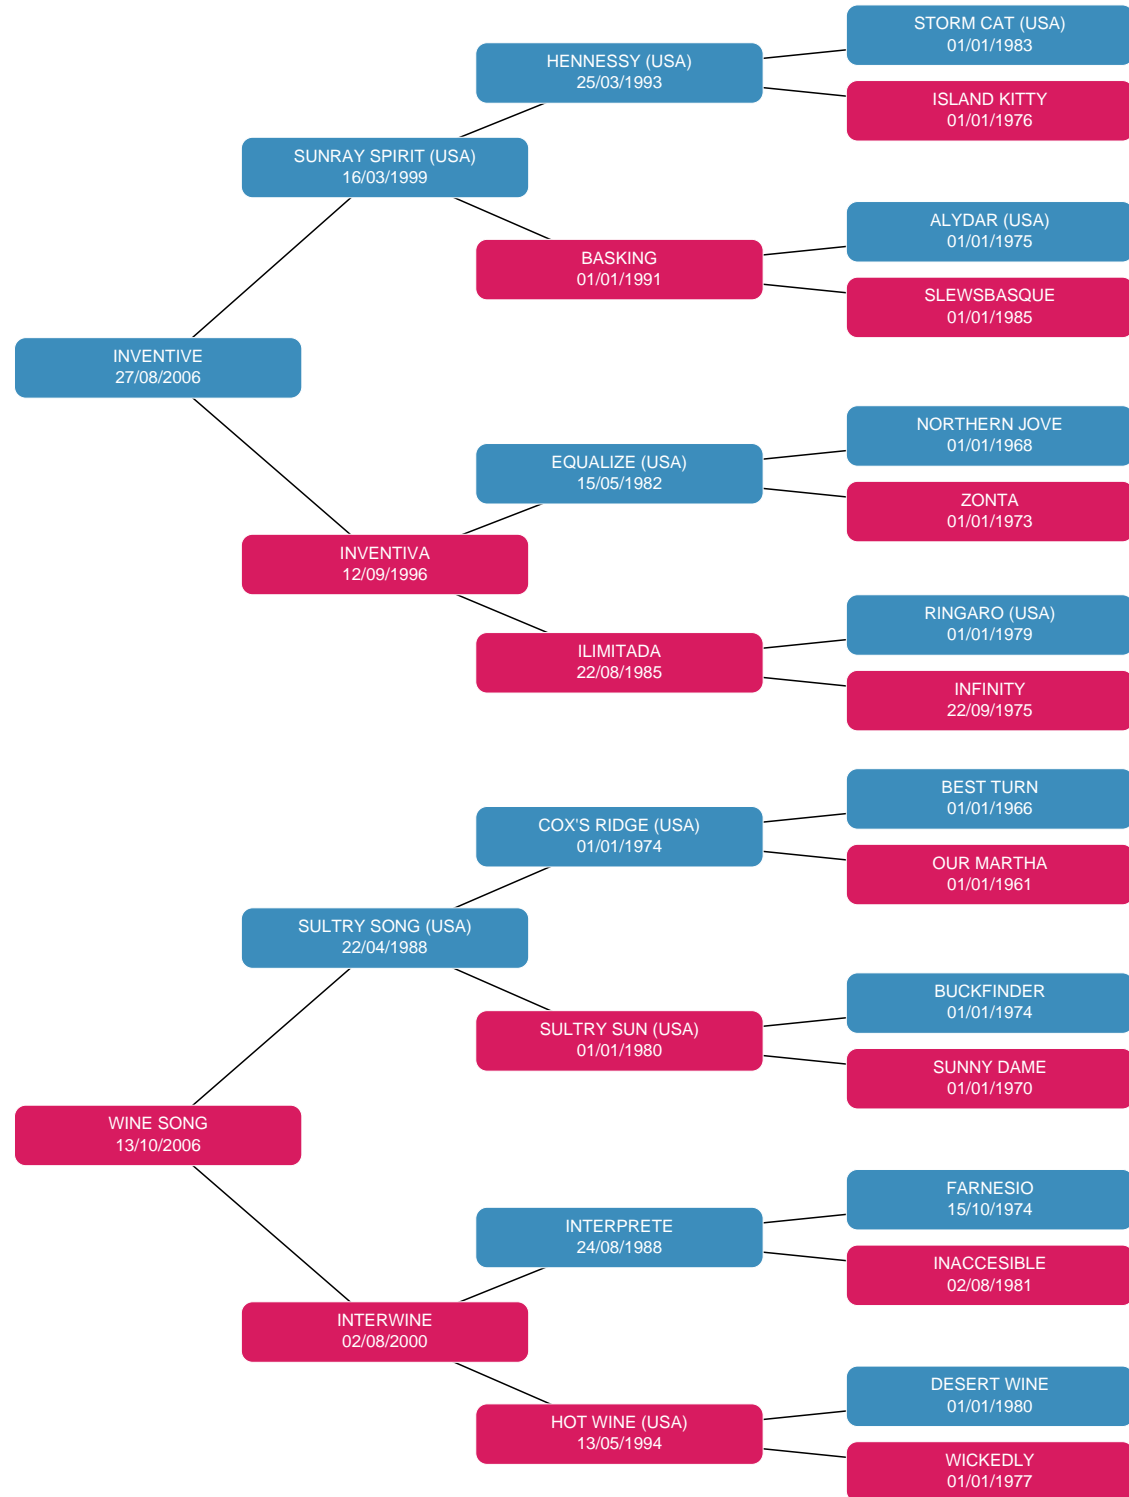 STORM CAT (USA)
01/01/1983
HENNESSY (USA)
25/03/1993
ISLAND KITTY
01/01/1976
SUNRAY SPIRIT (USA)
16/03/1999
ALYDAR (USA)
01/01/1975
BASKING
01/01/1991
SLEWSBASQUE
01/01/1985
INVENTIVE
27/08/2006
NORTHERN JOVE
01/01/1968
EQUALIZE (USA)
15/05/1982
ZONTA
01/01/1973
INVENTIVA
12/09/1996
RINGARO (USA)
01/01/1979
ILIMITADA
22/08/1985
INFINITY
22/09/1975
BEST TURN
01/01/1966
COX'S RIDGE (USA)
01/01/1974
OUR MARTHA
01/01/1961
SULTRY SONG (USA)
22/04/1988
BUCKFINDER
01/01/1974
SULTRY SUN (USA)
01/01/1980
SUNNY DAME
01/01/1970
WINE SONG
13/10/2006
FARNESIO
15/10/1974
INTERPRETE
24/08/1988
INACCESIBLE
02/08/1981
INTERWINE
02/08/2000
DESERT WINE
01/01/1980
HOT WINE (USA)
13/05/1994
WICKEDLY
01/01/1977